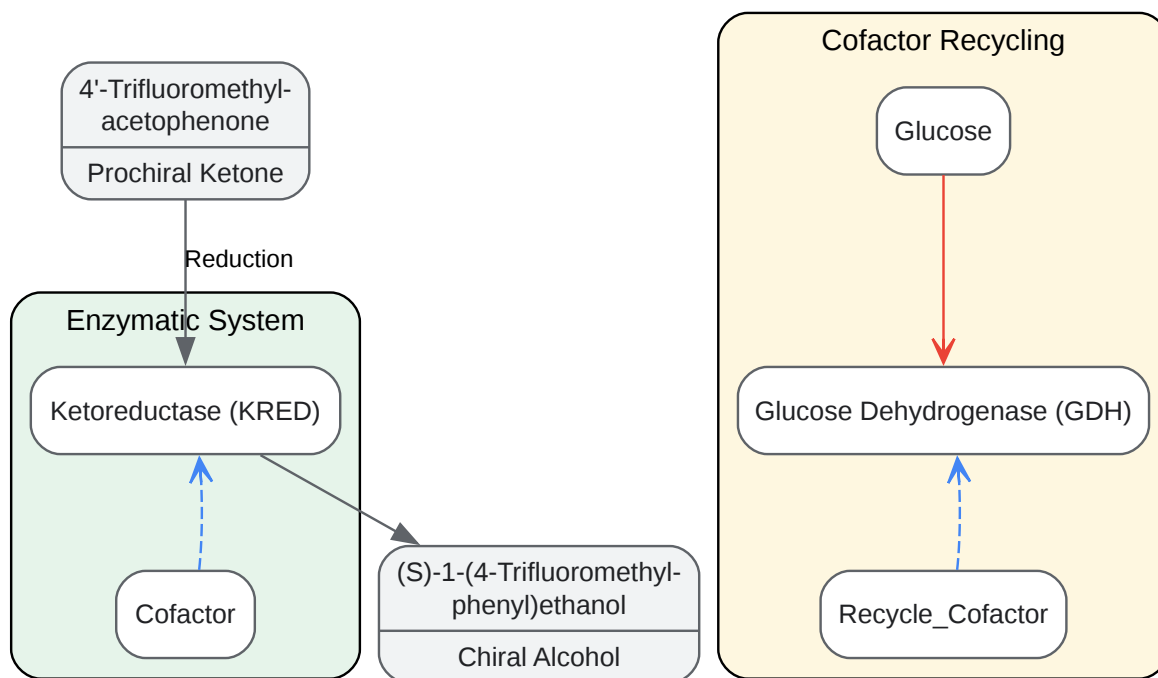 Cofactor Recycling
4'-Trifluoromethyl-
acetophenone
Prochiral Ketone
Glucose
Reduction
Enzymatic System
Ketoreductase (KRED)
Glucose Dehydrogenase (GDH)
Cofactor
(S)-1-(4-Trifluoromethyl-
phenyl)ethanol
Chiral Alcohol
Recycle_Cofactor